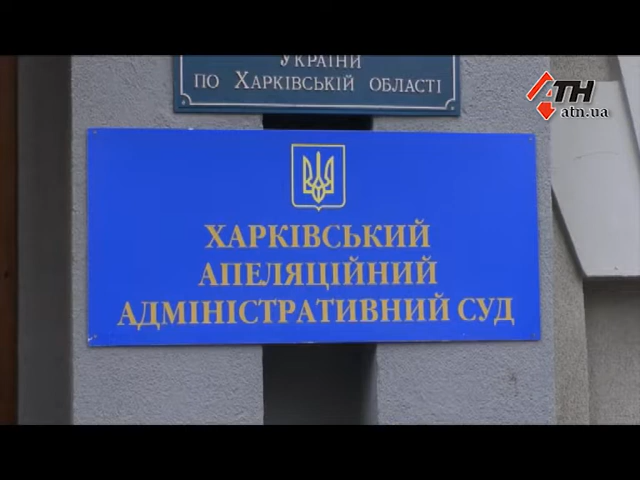 УКРАЇНИ
ПО ХАРКІВСЬКІЙ ОБЛАСТІ
АТН
atn.ua
ХАРКІВСЬКИЙ
АПЕЛЯЦІЙНИЙ
АДМІНІСТРАТИВНИЙ СУД